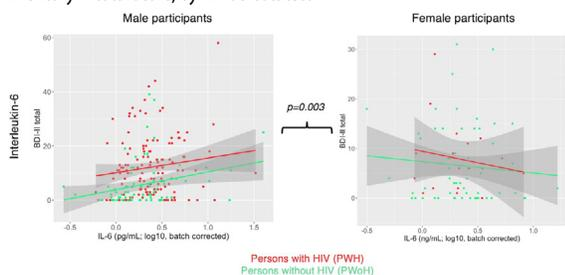 Male participants
Female participants
Interleukin-6
BDI-II total
60
40
20
0
-0.5
0.0
0.5
1.0
1.5
IL-6 (pg/mL; log10, batch corrected)
p=0.003
BDI-II total
30
20
10
0
-0.5
0.0
0.5
1.0
IL-6 (ng/mL; log10, batch corrected)
Persons with HIV (PWH)
Persons without HIV (PWoH)